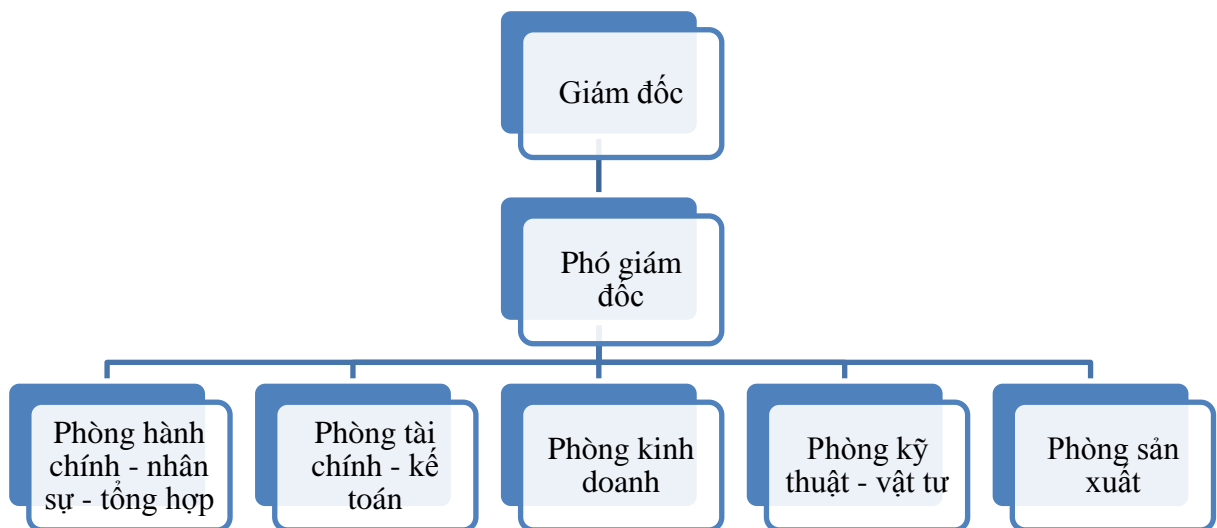 Giám đốc
Phó giám
đốc
Phòng hành
chính - nhân
sự - tổng hợp
Phòng tài
chính - kế
toán
Phòng kinh
doanh
Phòng kỹ
thuật - vật tư
Phòng sản
xuất